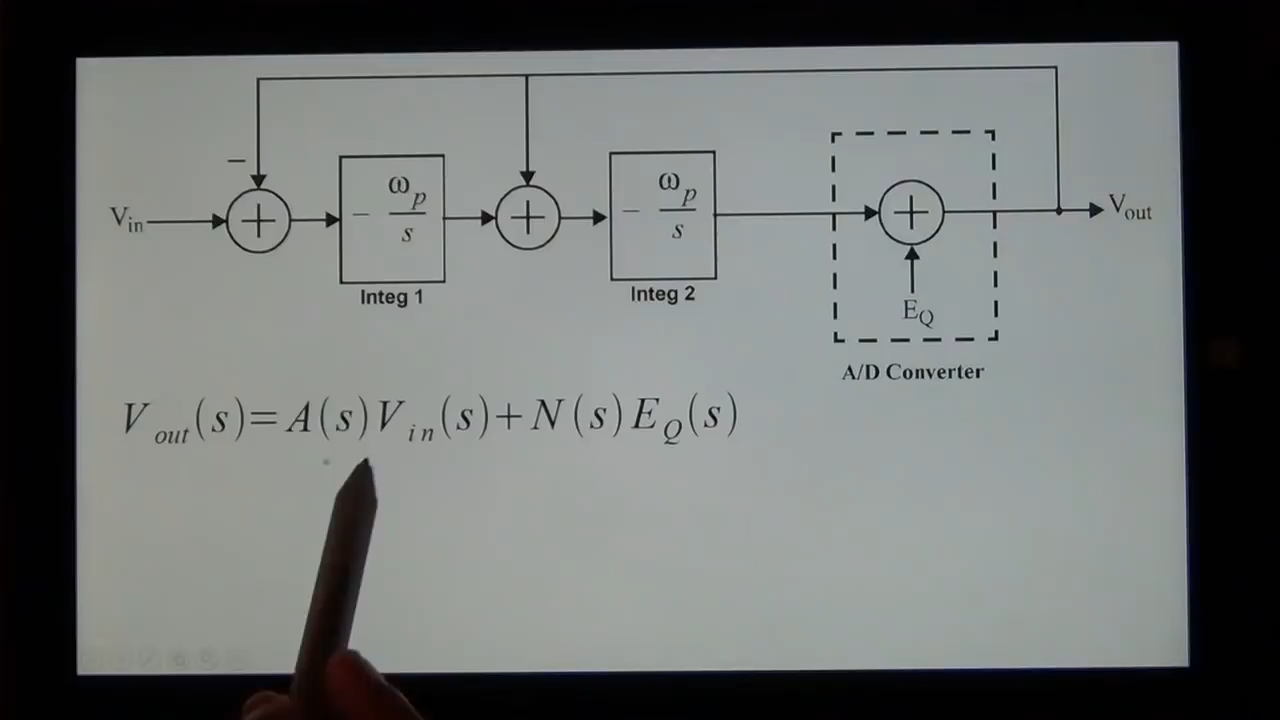 −
V_in + − ω_p/s + − ω_p/s + V_out
Integ 1 Integ 2 E_Q
A/D Converter
V_out(s)=A(s)V_in(s)+N(s)E_Q(s)